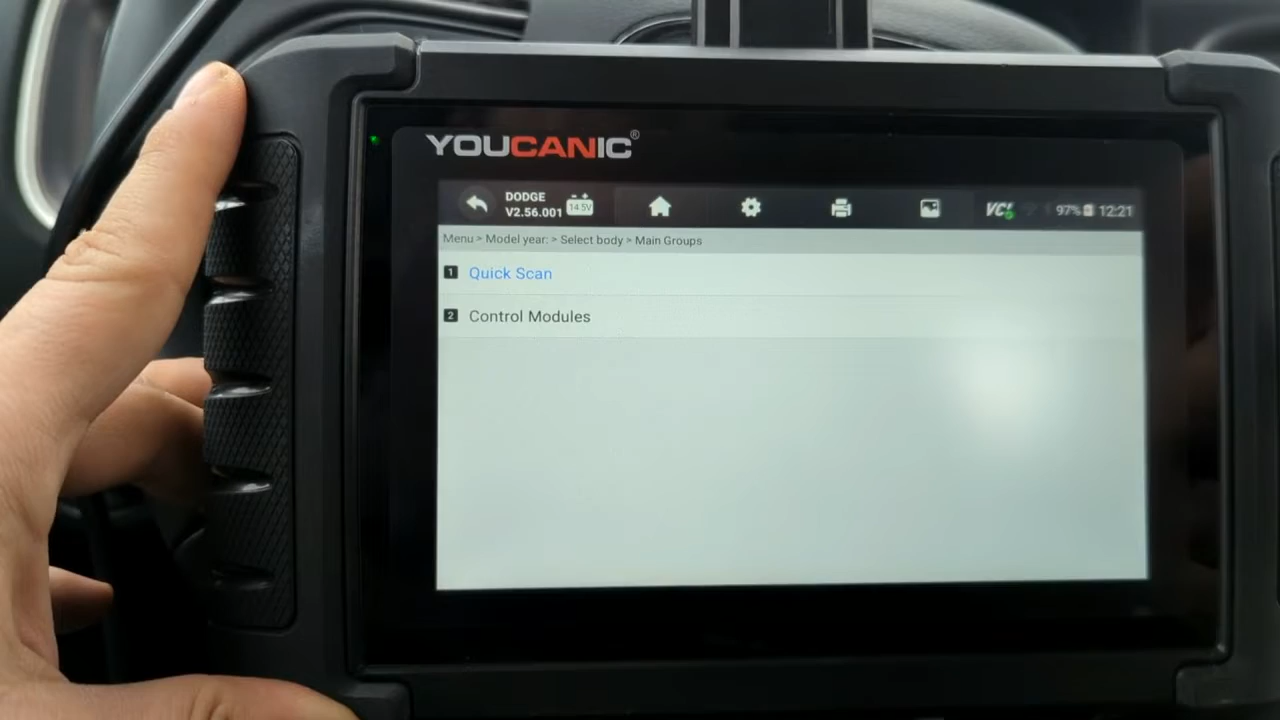 YOUCANIC®
DODGE
V2.56.001
14.5V
VCI
97%
12:21
Menu > Model year: > Select body > Main Groups
1 Quick Scan
2 Control Modules